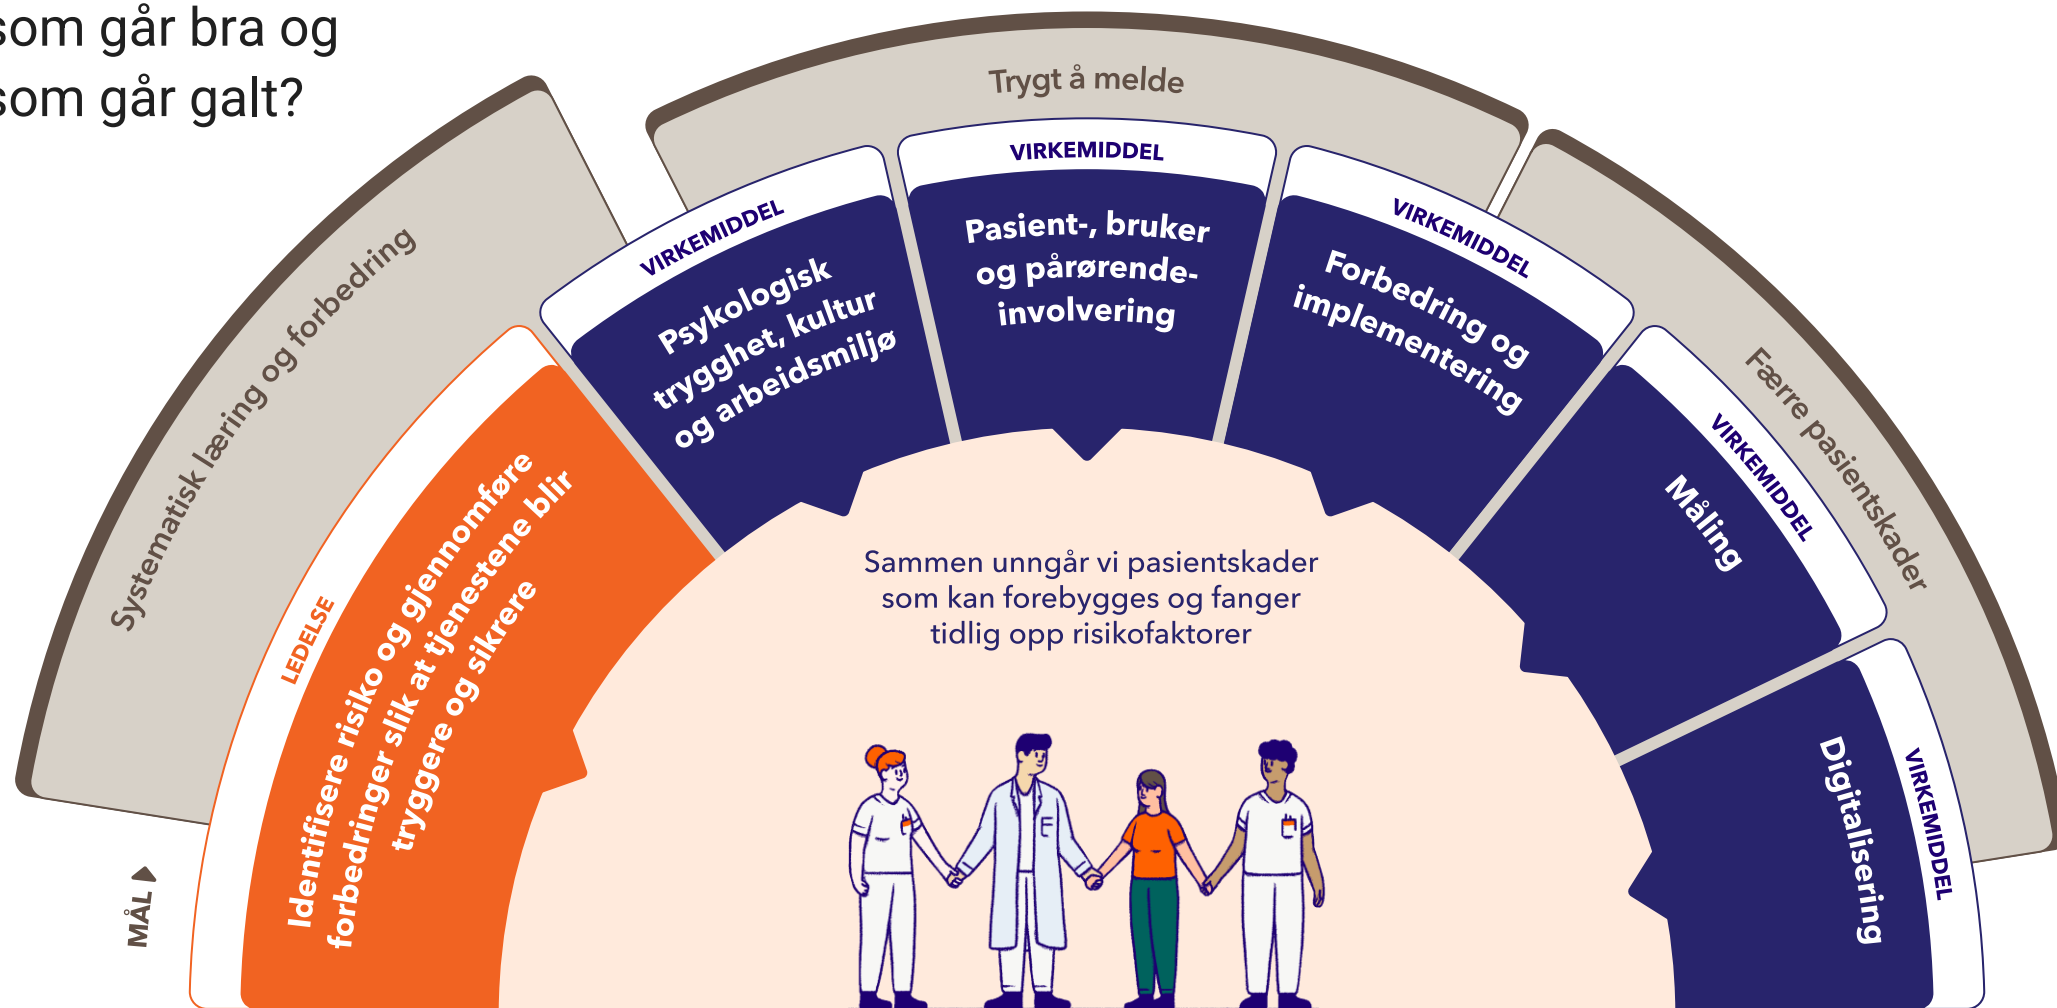 som går bra og
som går galt?
MÅL
Systematisk læring og forbedring
Trygt å melde
Færre pasientskader
LEDELSE
Identifisere risiko og gjennomføre
forbedringer slik at tjenestene blir
tryggere og sikrere
VIRKEMIDDEL
Psykologisk
trygghet, kultur
og arbeidsmiljø
VIRKEMIDDEL
Pasient-, bruker
og pårørende-
involvering
VIRKEMIDDEL
Forbedring og
implementering
VIRKEMIDDEL
Måling
VIRKEMIDDEL
Digitalisering
Sammen unngår vi pasientskader
som kan forebygges og fanger
tidlig opp risikofaktorer